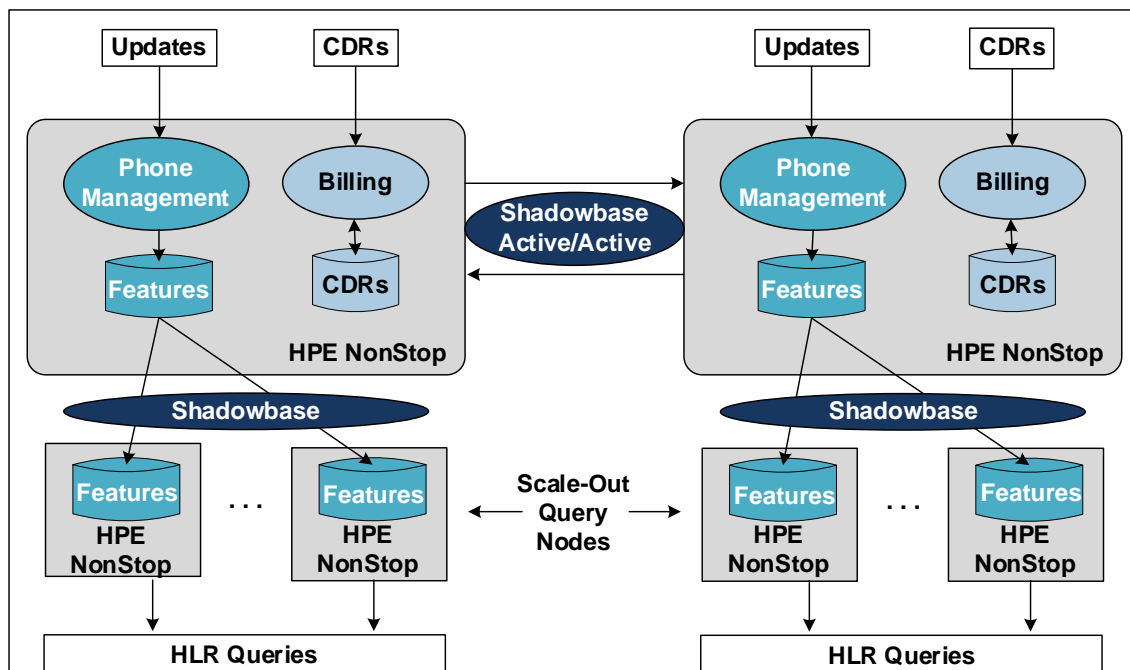 Updates
CDRs
Updates
CDRs
Phone
Management
Billing
Shadowbase
Active/Active
Phone
Management
Billing
Features
CDRs
Features
CDRs
HPE NonStop
HPE NonStop
Shadowbase
Shadowbase
Features
. . .
Features
Scale-Out
Query
Nodes
Features
. . .
Features
HPE
NonStop
HPE
NonStop
HPE
NonStop
HPE
NonStop
HLR Queries
HLR Queries